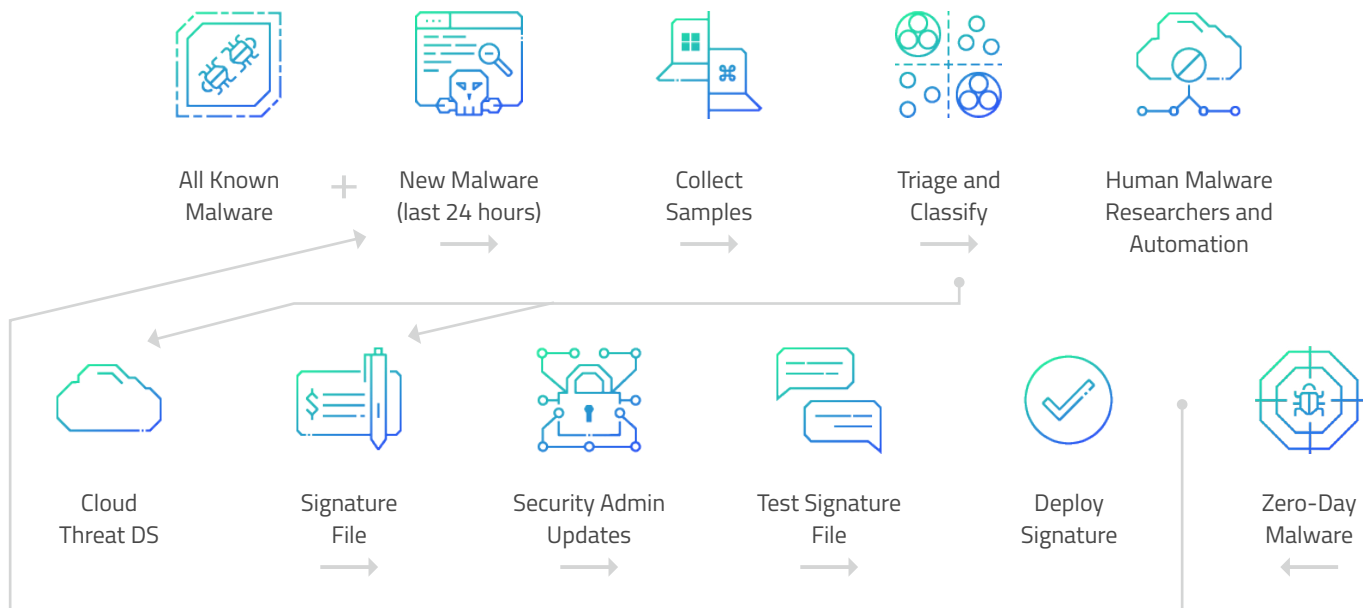 All Known
Malware
New Malware
(last 24 hours)
Collect
Samples
Triage and
Classify
Human Malware
Researchers and
Automation
Cloud
Threat DS
Signature
File
Security Admin
Updates
Test Signature
File
Deploy
Signature
Zero-Day
Malware